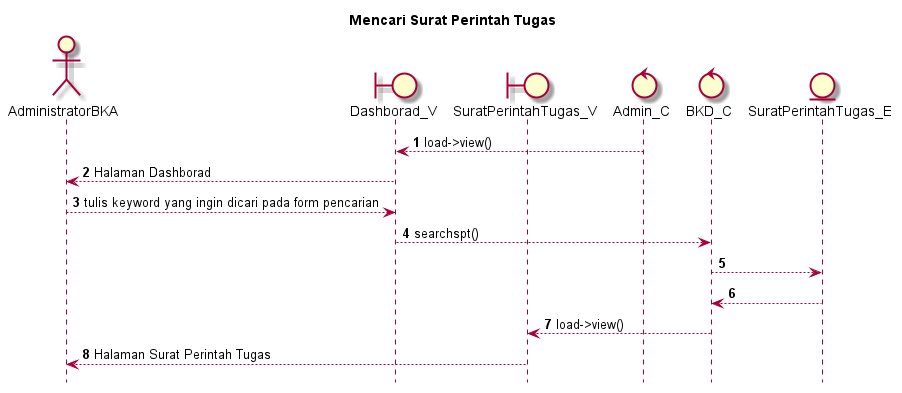 Mencari Surat Perintah Tugas
AdministratorBKA
Dashborad_V
SuratPerintahTugas_V
Admin_C
BKD_C
SuratPerintahTugas_E
1 load->view()
2 Halaman Dashborad
3 tulis keyword yang ingin dicari pada form pencarian
4 searchspt()
5
6
7 load->view()
8 Halaman Surat Perintah Tugas